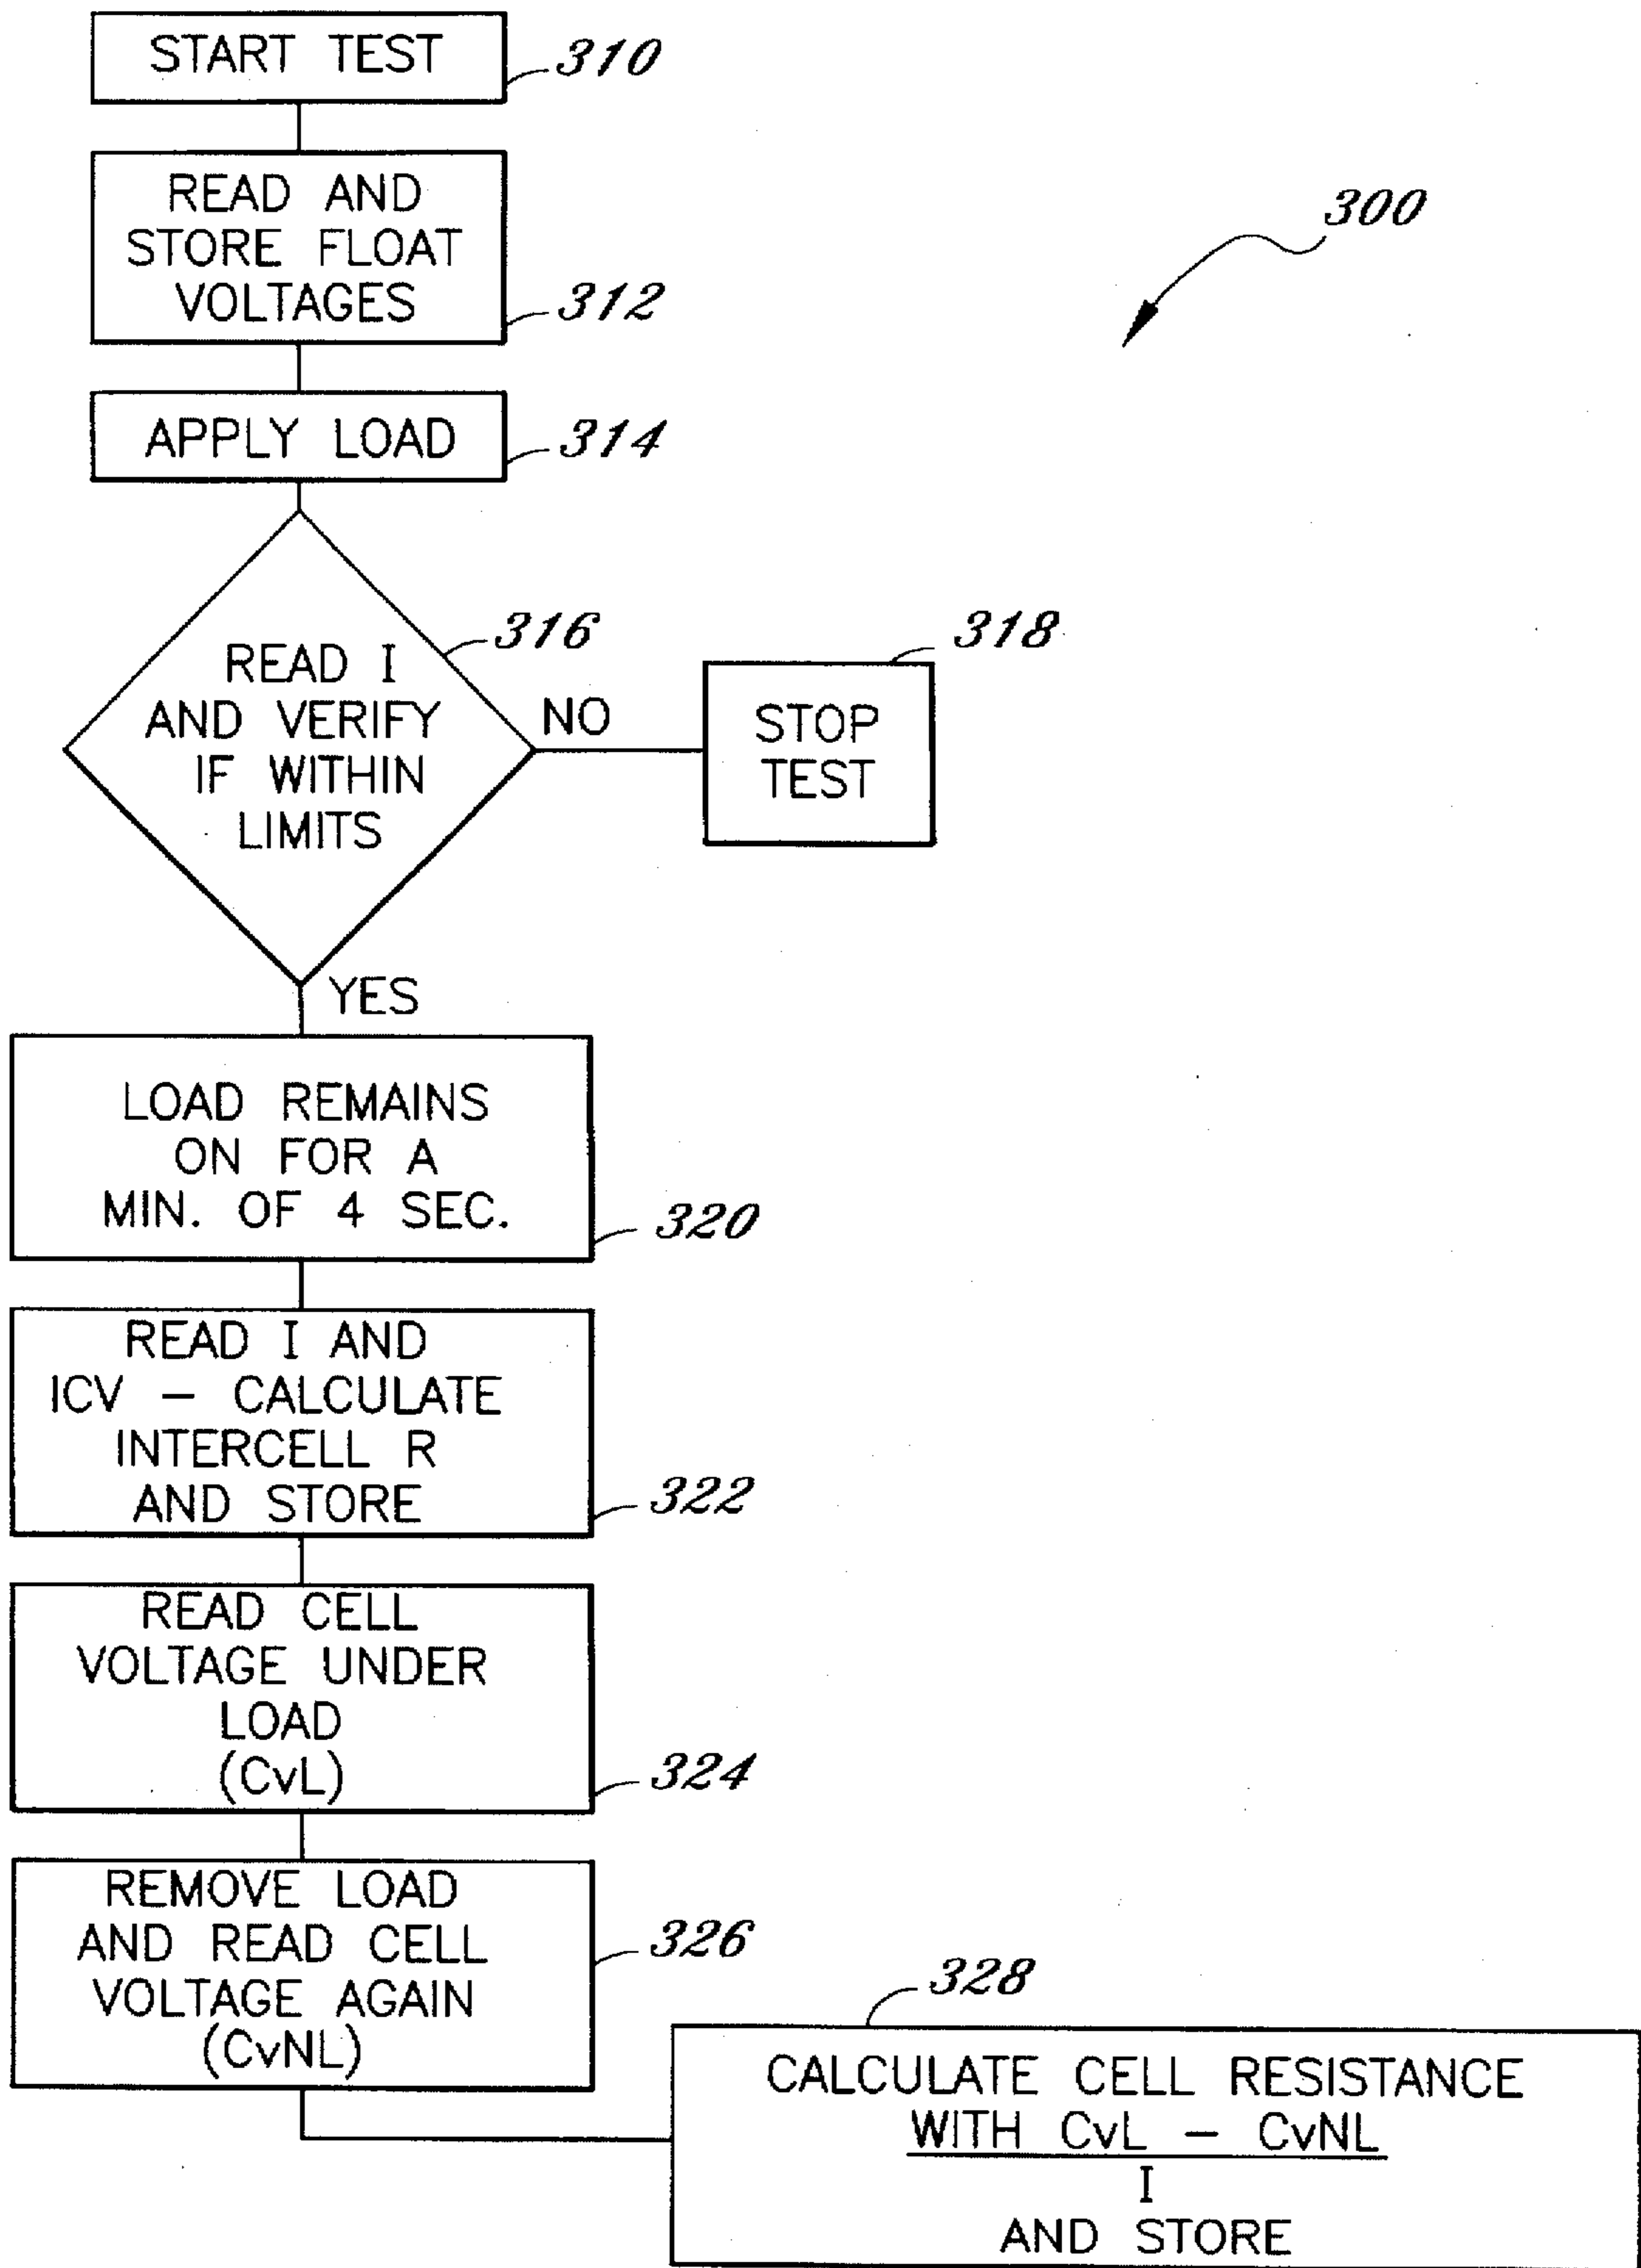 START TEST
310
READ AND
STORE FLOAT
VOLTAGES
312
300
APPLY LOAD
314
READ I
AND VERIFY
IF WITHIN
LIMITS
316
NO
318
STOP
TEST
YES
LOAD REMAINS
ON FOR A
MIN. OF 4 SEC.
320
READ I AND
ICV – CALCULATE
INTERCELL R
AND STORE
322
READ CELL
VOLTAGE UNDER
LOAD
(CvL)
324
REMOVE LOAD
AND READ CELL
VOLTAGE AGAIN
(CvNL)
326
328
CALCULATE CELL RESISTANCE
WITH CvL – CvNL
I
AND STORE